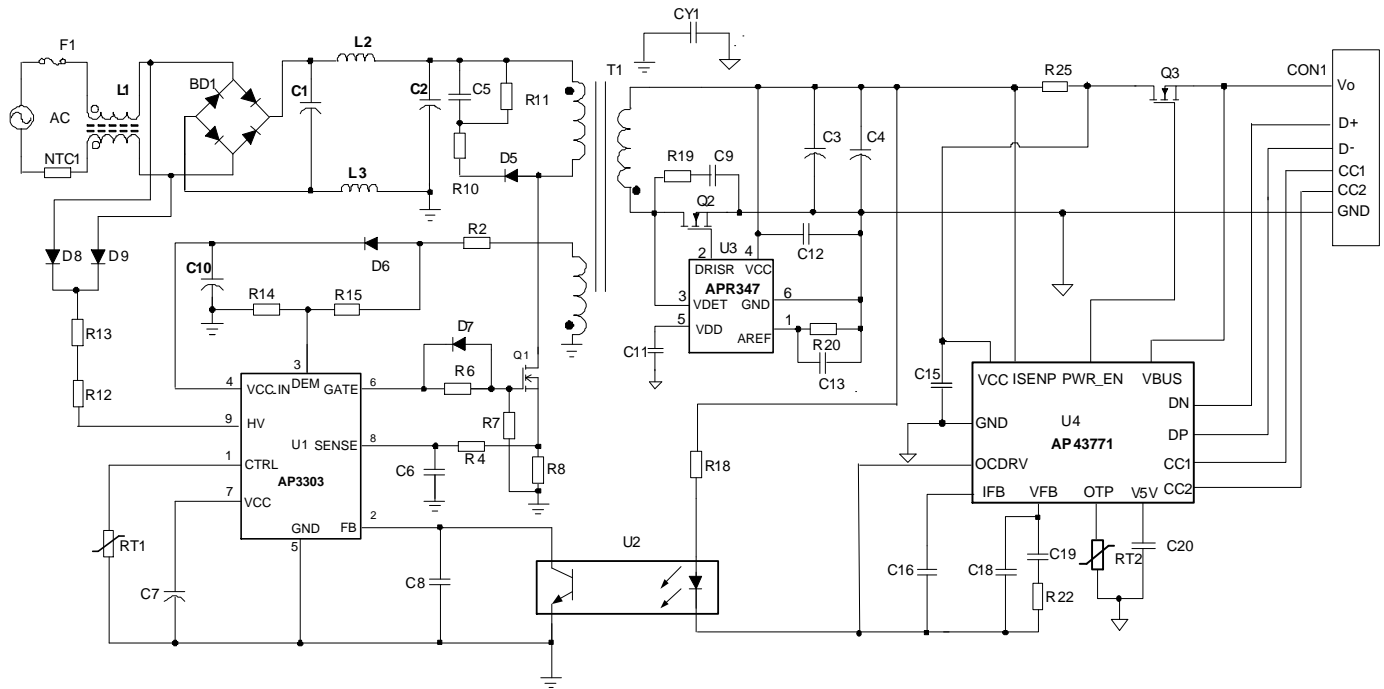 CY1
F1
L2
T1
L1
BD1
C1
C2
C5
R11
R25
Q3
CON1
Vo
AC
D+
C3
C4
D-
NTC1
R19
C9
CC1
L3
D5
R10
CC2
Q2
GND
R2
U3
C12
D8
D9
D6
2
4
C10
DRISR
VCC
APR347
R14
R15
3
VDET
GND
6
5
VDD
1
R13
D7
AREF
R20
C11
3
Q1
C13
R6
C15
VCC
ISENP
PWR_EN
VBUS
R12
4
VCC.IN
DEM
GATE
6
DN
R7
U4
9
HV
GND
DP
U1
SENSE
8
AP43771
R4
R8
R18
1
CTRL
C6
OCDRV
CC1
AP3303
CC2
7
VCC
IFB
VFB
OTP
V5V
GND
FB
2
5
RT1
U2
C19
RT2
C20
C8
C16
C18
C7
R22